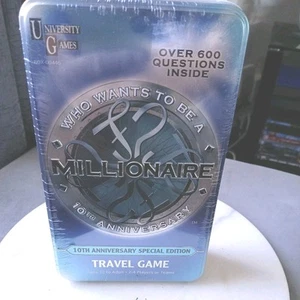 UNIVERSITY
GAMES
OVER 600
QUESTIONS
INSIDE
WHO WANTS TO BE A
MILLIONAIRE
10TH ANNIVERSARY
10TH ANNIVERSARY SPECIAL EDITION
TRAVEL GAME